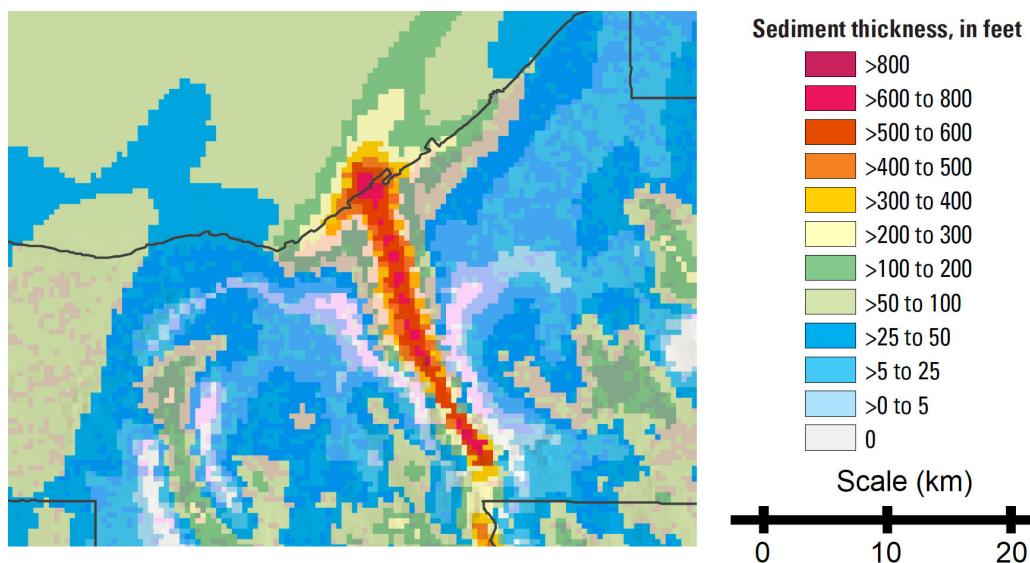 Sediment thickness, in feet
>800
>600 to 800
>500 to 600
>400 to 500
>300 to 400
>200 to 300
>100 to 200
>50 to 100
>25 to 50
>5 to 25
>0 to 5
0
Scale (km)
0 10 20